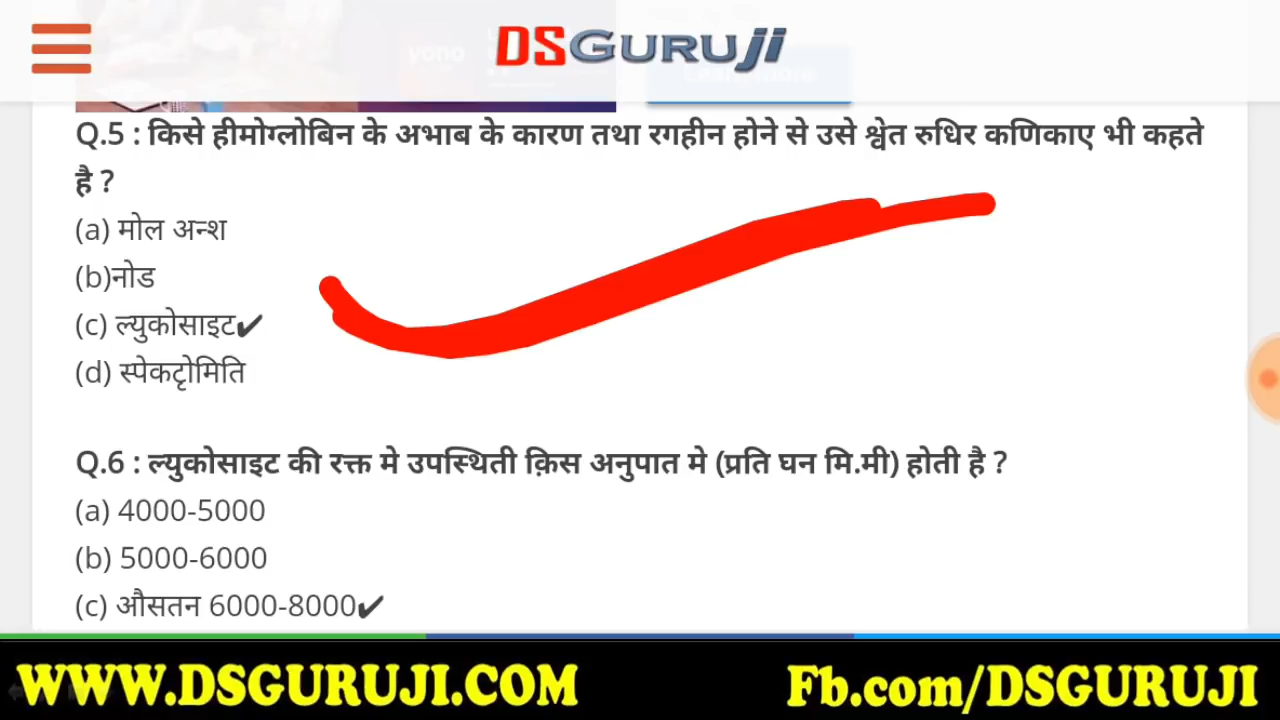 DSGURUJI
yono
Q.5 : किसे हीमोग्लोबिन के अभाब के कारण तथा रगहीन होने से उसे श्वेत रुधिर कणिकाए भी कहते
है ?
(a) मोल अन्श
(b)नोड
(c) ल्युकोसाइट✔
(d) स्पेकट्रोमिति
Q.6 : ल्युकोसाइट की रक्त मे उपस्थिती क़िस अनुपात मे (प्रति घन मि.मी) होती है ?
(a) 4000-5000
(b) 5000-6000
(c) औसतन 6000-8000✔
WWW.DSGURUJI.COM
Fb.com/DSGURUJI